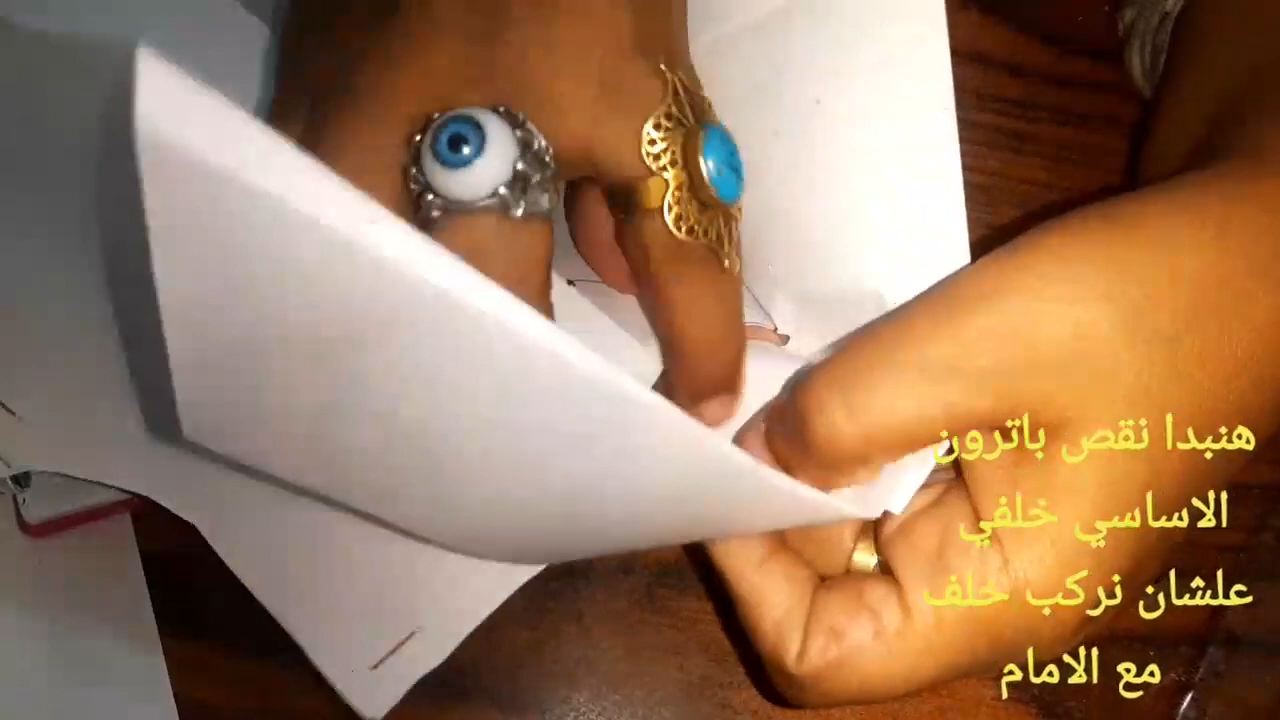 هنبدا نقص باترون
الاساسي خلفي
علشان نركب خلف
مع الامام